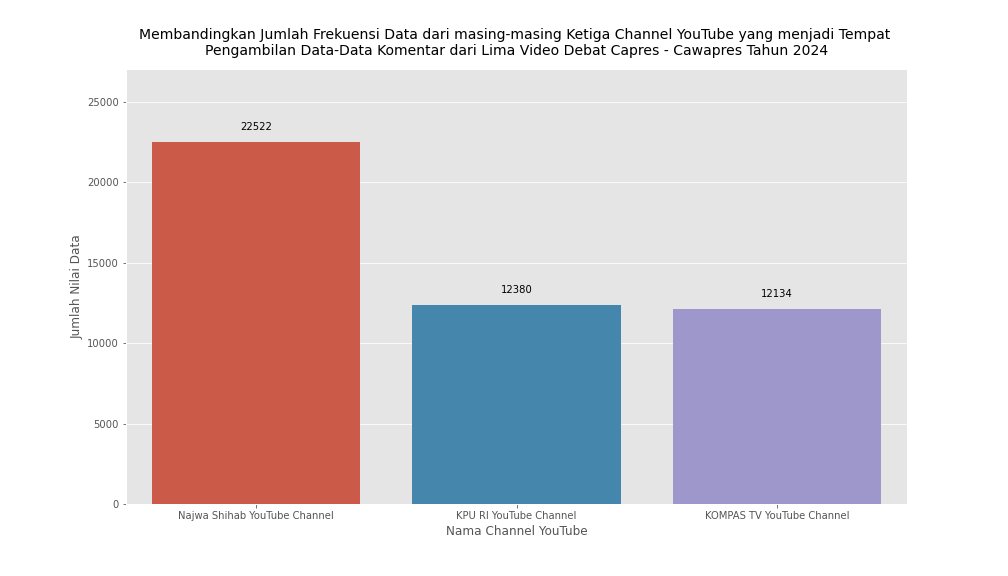 Membandingkan Jumlah Frekuensi Data dari masing-masing Ketiga Channel YouTube yang menjadi Tempat
Pengambilan Data-Data Komentar dari Lima Video Debat Capres - Cawapres Tahun 2024
25000
20000
15000
10000
5000
0
Jumlah Nilai Data
22522
12380
12134
Najwa Shihab YouTube Channel
KPU RI YouTube Channel
KOMPAS TV YouTube Channel
Nama Channel YouTube